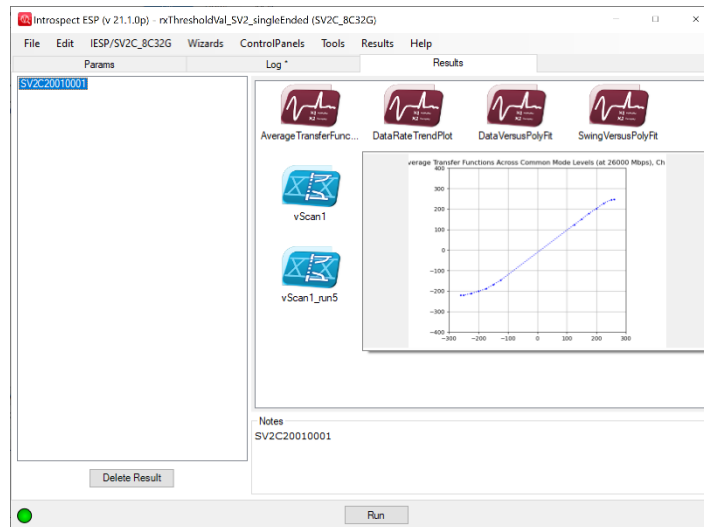 Introspect ESP (v 21.1.0p) - rxThresholdVal_SV2_singleEnded (SV2C_8C32G)
File Edit IESP/SV2C_8C32G Wizards ControlPanels Tools Results Help
Params Log * Results
SV2C20010001
AverageTransferFunc... DataRateTrendPlot DataVersusPolyFit SwingVersusPolyFit
vScan1
vScan1_run5
verage Transfer Functions Across Common Mode Levels (at 26000 Mbps), Ch
400
300
200
100
0
−100
−200
−300
−400
−300 −200 −100 0 100 200 300
Notes
SV2C20010001
Delete Result
Run